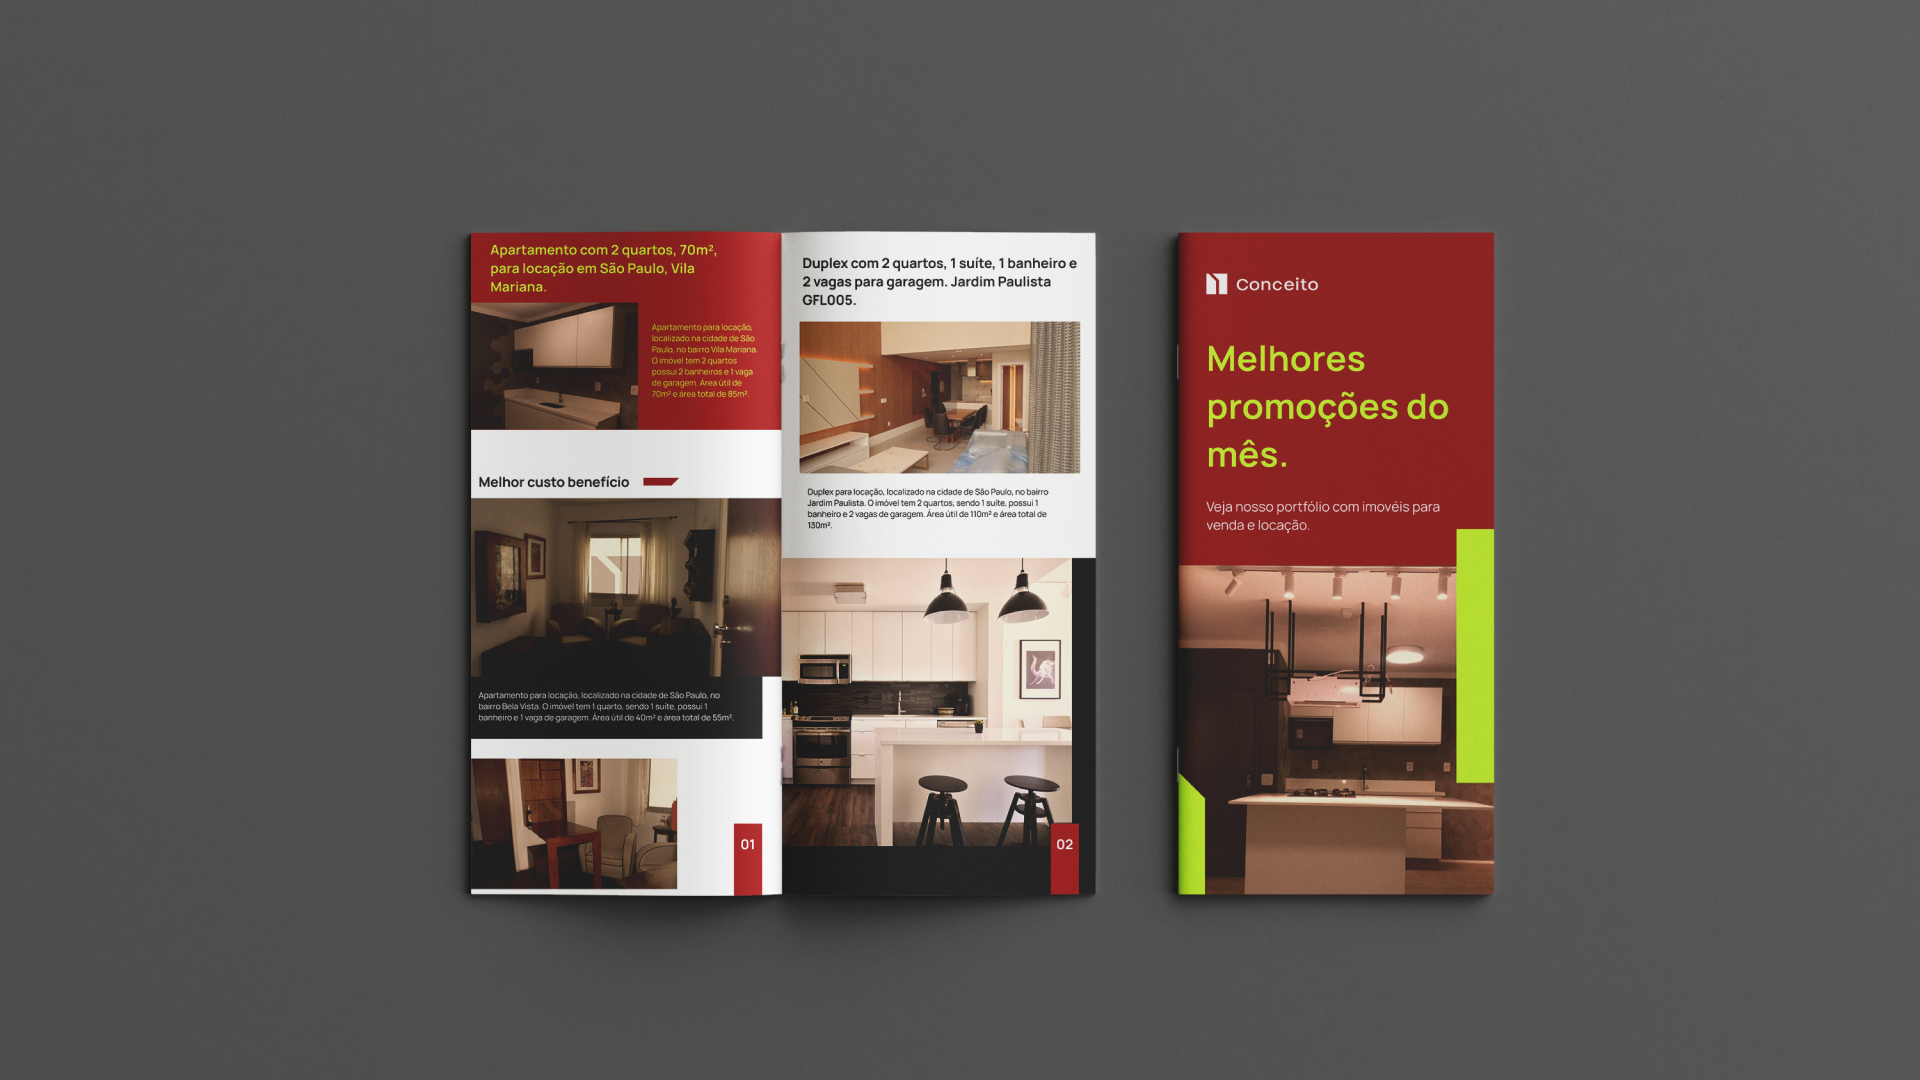 Apartamento com 2 quartos, 70m²,
para locação em São Paulo, Vila
Mariana.
Apartamento para locação,
localizado na cidade de São
Paulo, no bairro Vila Mariana.
O imóvel tem 2 quartos
possui 2 banheiros e 1 vaga
de garagem. Área útil de
70m² e área total de 85m².
Melhor custo benefício
Apartamento para locação, localizado na cidade de São Paulo, no
bairro Bela Vista. O imóvel tem 1 quarto, sendo 1 suíte, possui 1
banheiro e 1 vaga de garagem. Área útil de 40m² e área total de 55m².
01
Duplex com 2 quartos, 1 suíte, 1 banheiro e
2 vagas para garagem. Jardim Paulista
GFL005.
Duplex para locação, localizado na cidade de São Paulo, no bairro
Jardim Paulista. O imóvel tem 2 quartos, sendo 1 suíte, possui 1
banheiro e 2 vagas de garagem. Área útil de 110m² e área total de
130m².
02
Conceito
Melhores
promoções do
mês.
Veja nosso portfólio com imovéis para
venda e locação.